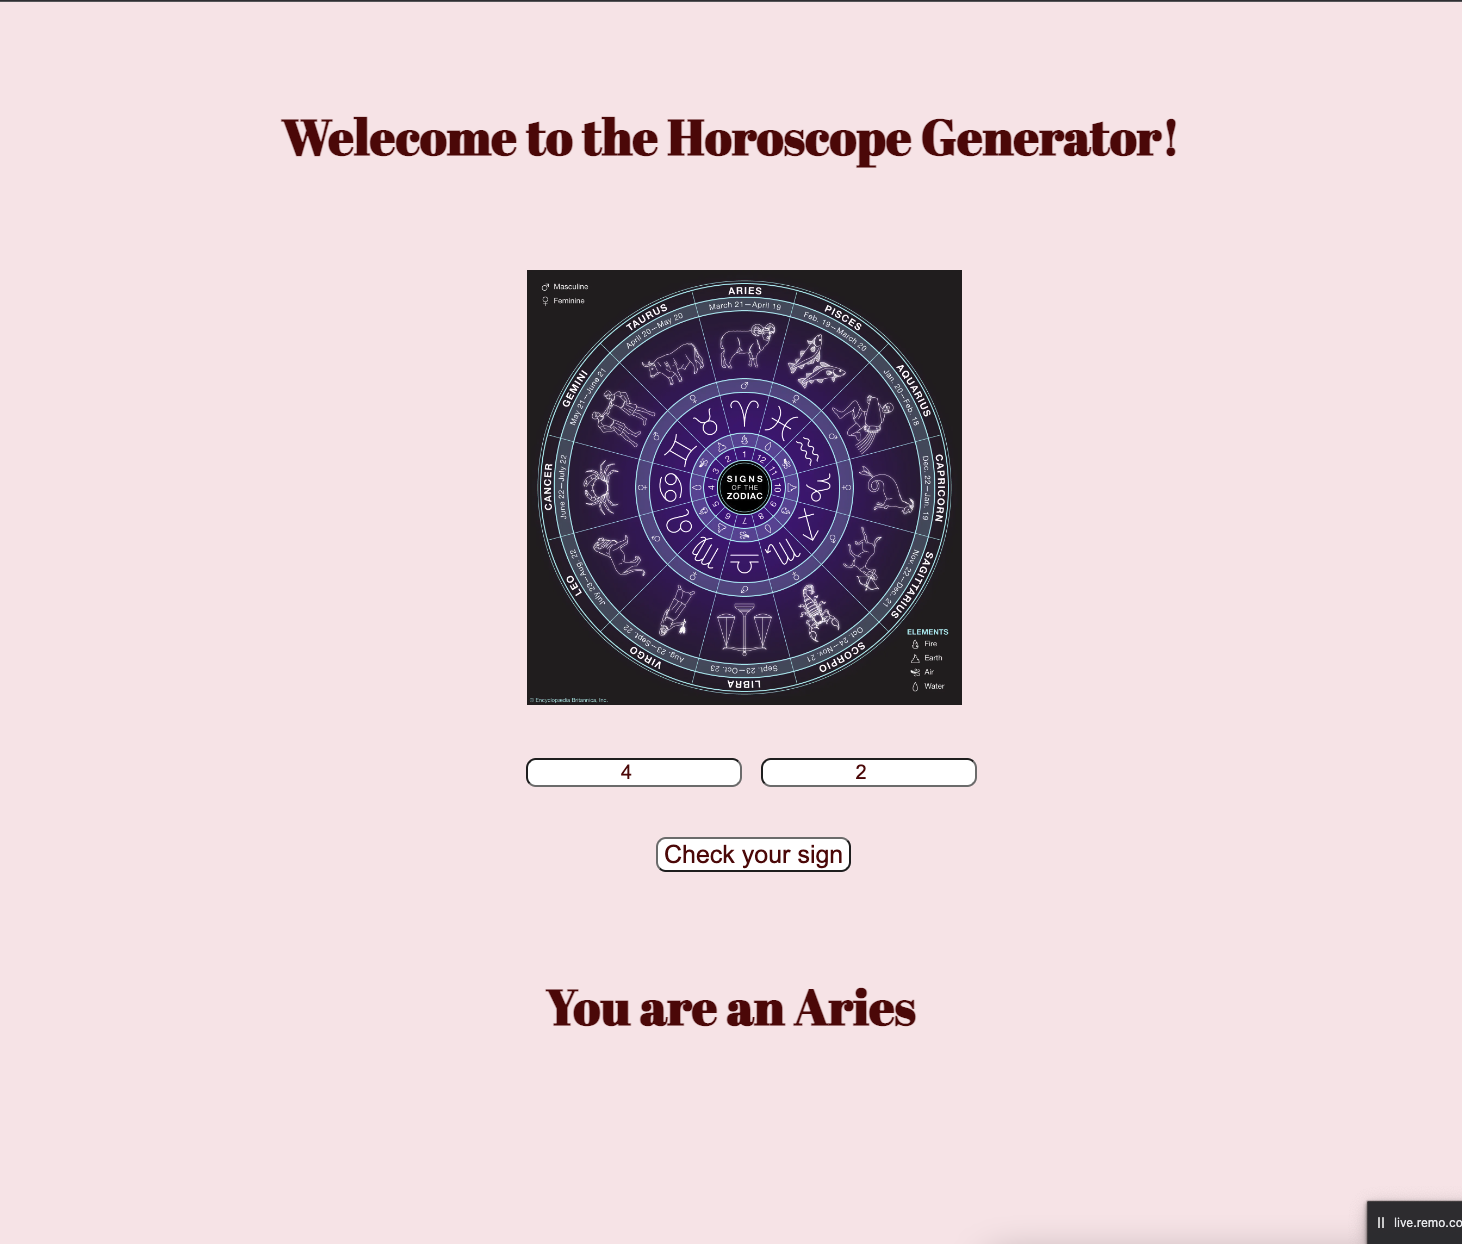 Welecome to the Horoscope Generator!
Masculine
Feminine
ARIES
March 21—April 19
PISCES
Feb. 19—March 20
AQUARIUS
Jan. 20—Feb. 18
CAPRICORN
Dec. 22—Jan. 19
SAGITTARIUS
Nov. 22—Dec. 21
SCORPIO
Oct. 24—Nov. 21
LIBRA
Sept. 23—Oct. 23
VIRGO
Aug. 23—Sept. 22
LEO
July 23—Aug. 22
CANCER
June 22—July 22
GEMINI
May 21—June 21
TAURUS
April 20—May 20
1
12
11
10
9
8
7
6
5
4
3
2
SIGNS
OF THE
ZODIAC
ELEMENTS
Fire
Earth
Air
Water
© Encyclopædia Britannica, Inc.
4
2
Check your sign
You are an Aries
live.remo.co